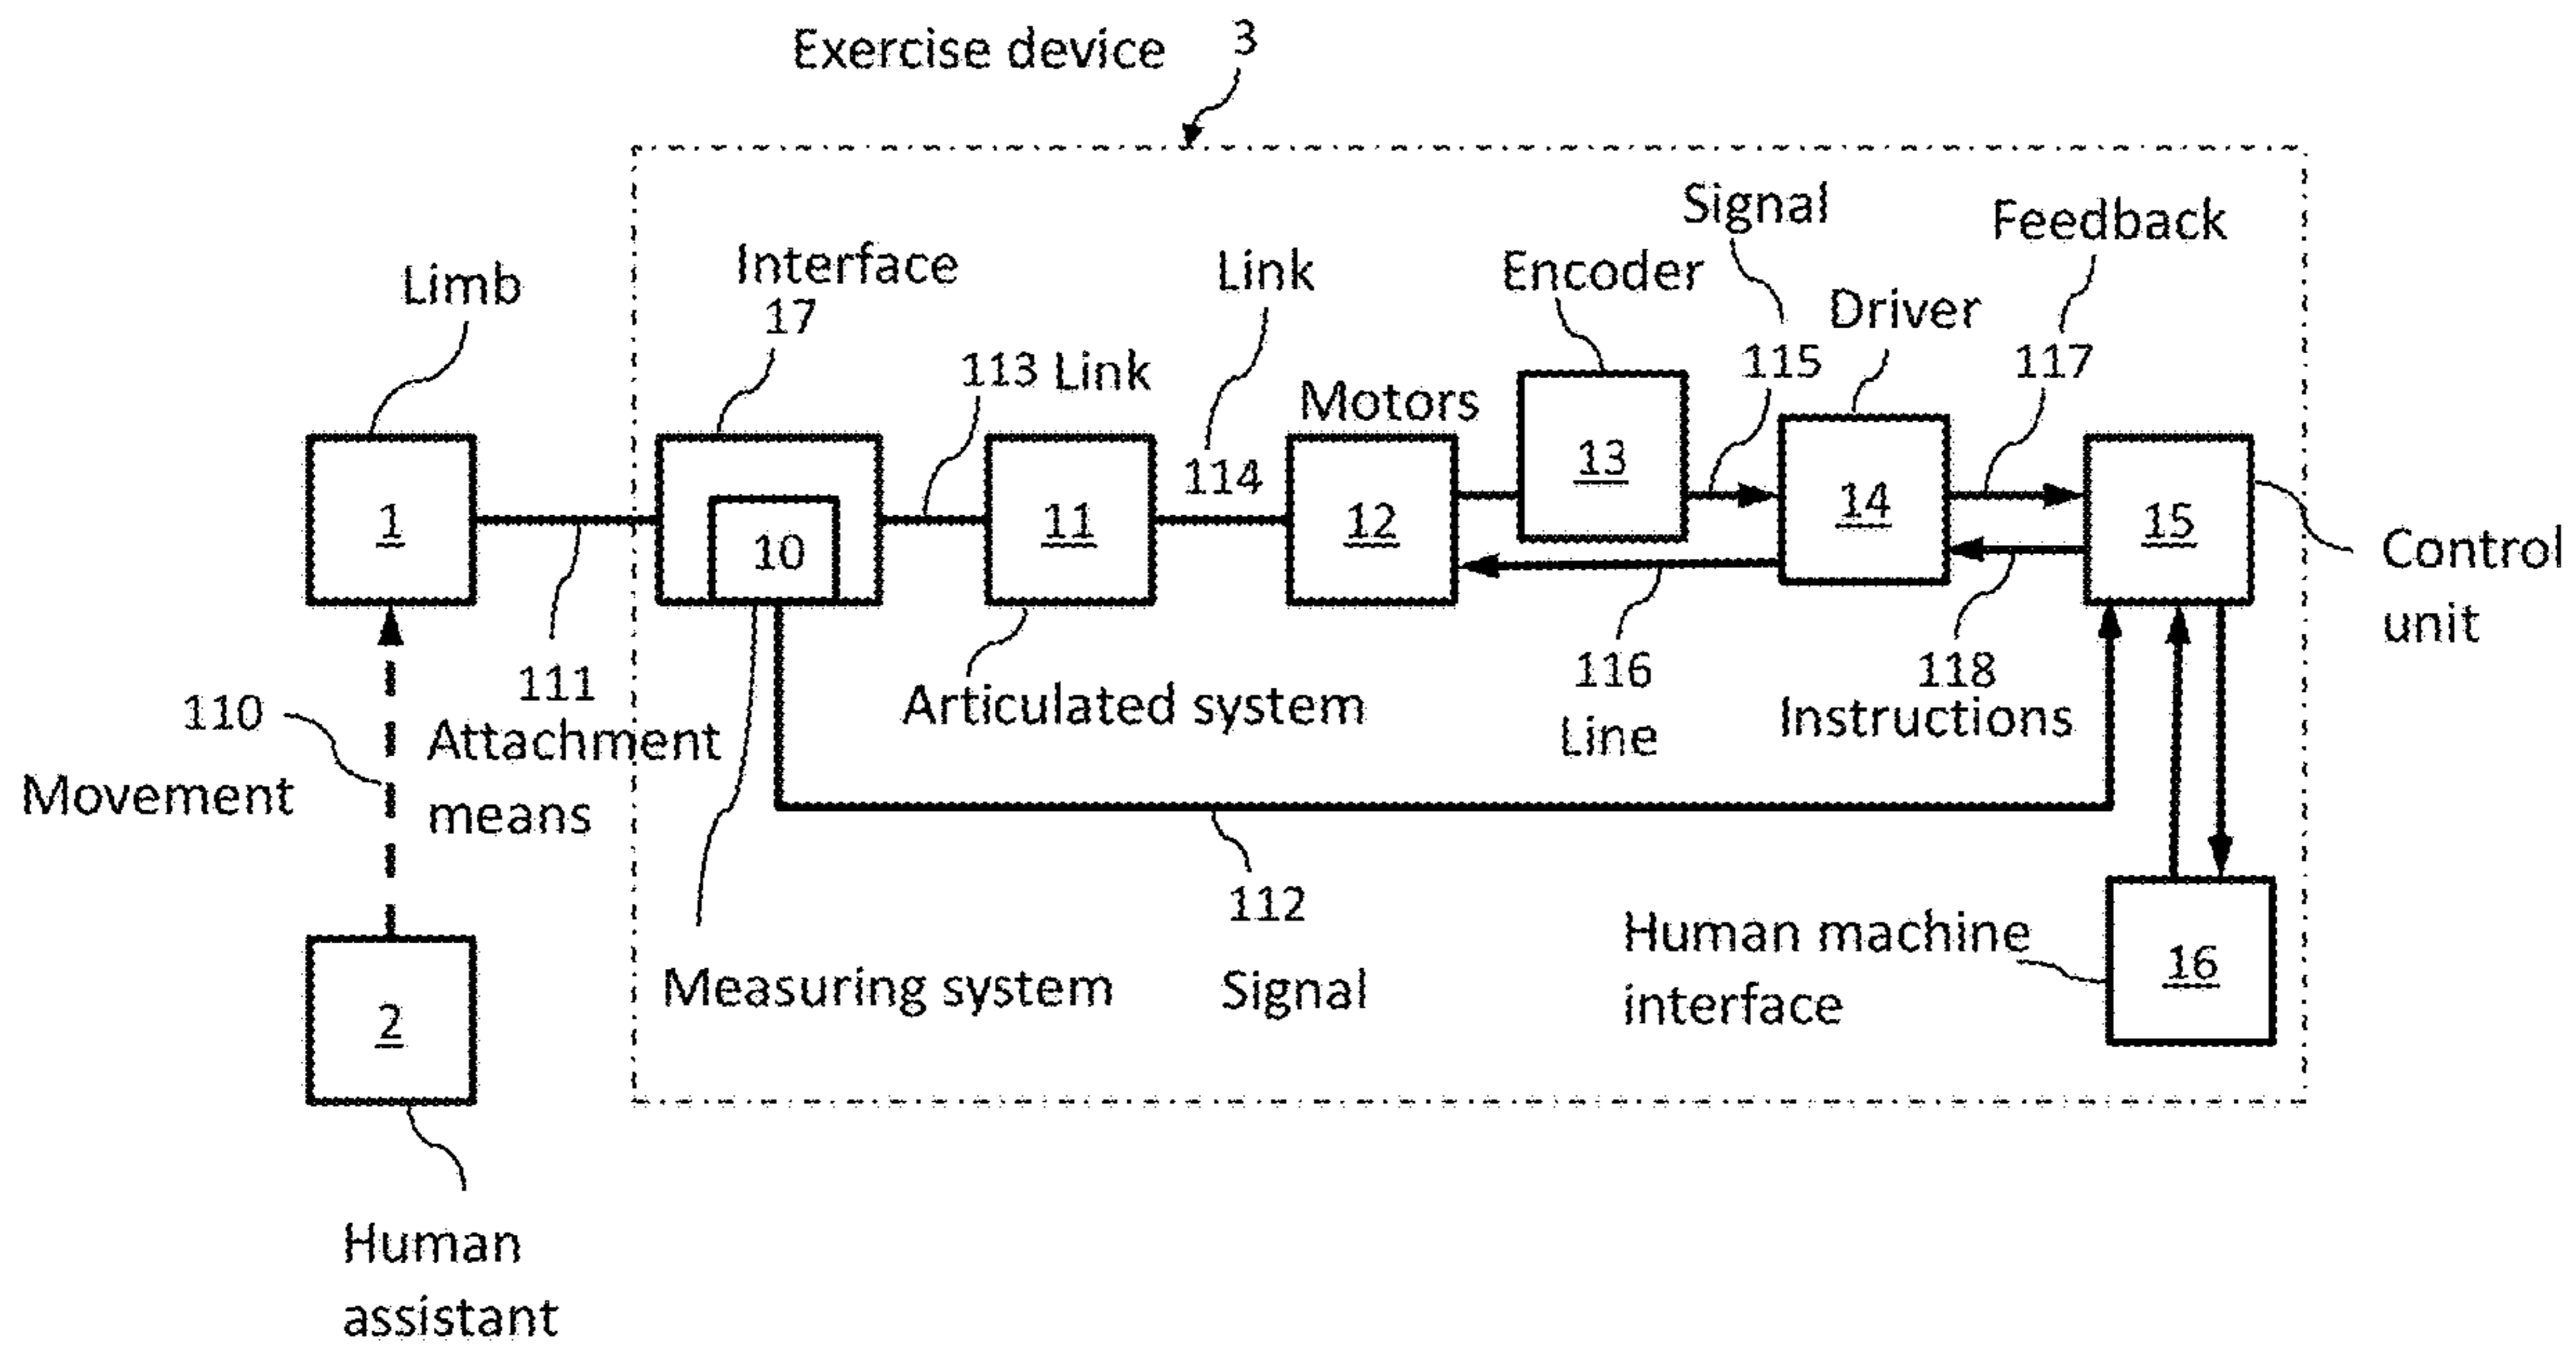 Exercise device 3
Signal
Feedback
Interface
17
Link
Encoder
Limb
Driver
113 Link
115
117
Motors
114
1
10
11
12
13
14
15
Control
unit
111
Attachment
means
110
Movement
Articulated system
116
Line
118
Instructions
112
Signal
Measuring system
Human machine
interface
16
2
Human
assistant